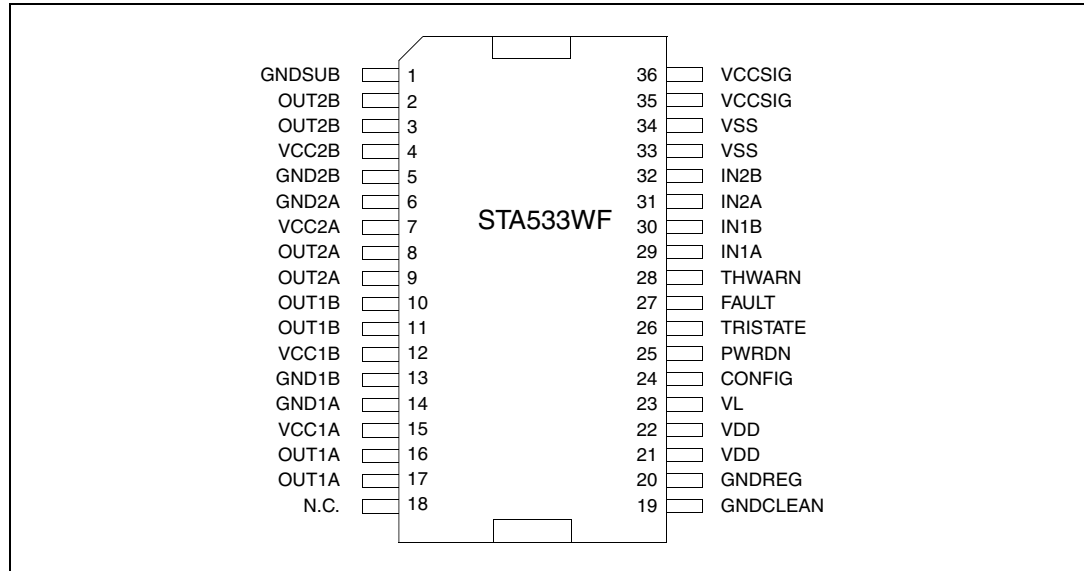 GNDSUB 1 36 VCCSIG
OUT2B 2 35 VCCSIG
OUT2B 3 34 VSS
VCC2B 4 33 VSS
GND2B 5 32 IN2B
GND2A 6 31 IN2A
STA533WF
VCC2A 7 30 IN1B
OUT2A 8 29 IN1A
OUT2A 9 28 THWARN
OUT1B 10 27 FAULT
OUT1B 11 26 TRISTATE
VCC1B 12 25 PWRDN
GND1B 13 24 CONFIG
GND1A 14 23 VL
VCC1A 15 22 VDD
OUT1A 16 21 VDD
OUT1A 17 20 GNDREG
N.C. 18 19 GNDCLEAN